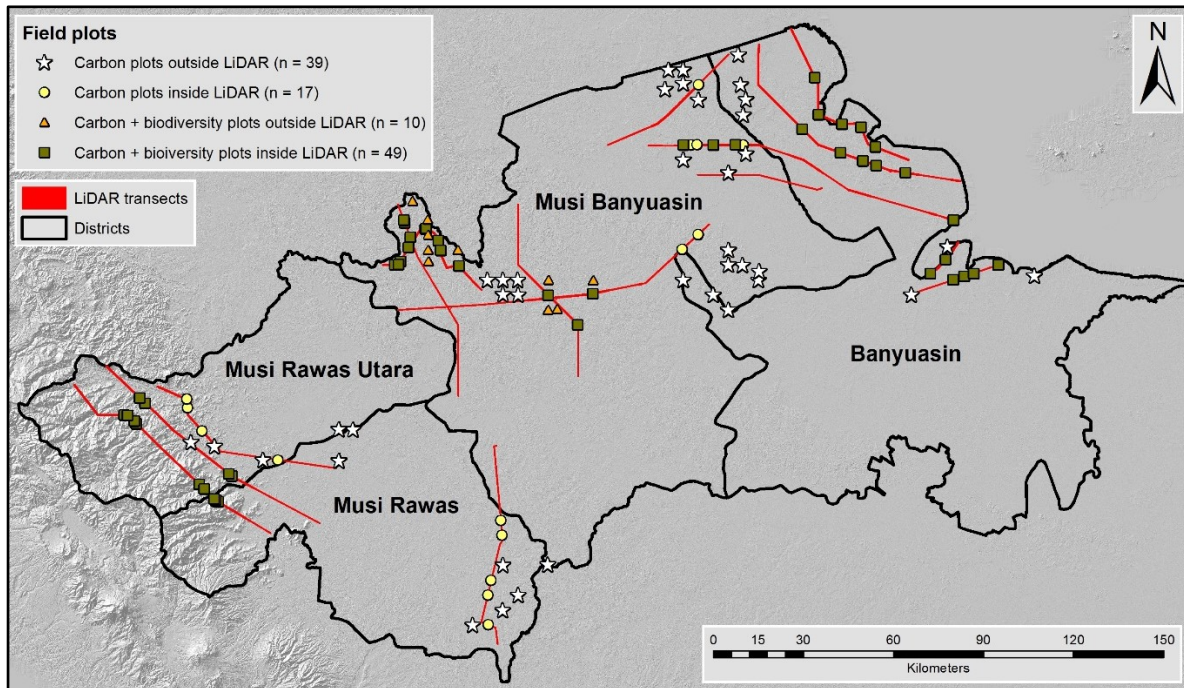 Field plots
Carbon plots outside LiDAR (n = 39)
Carbon plots inside LiDAR (n = 17)
Carbon + biodiversity plots outside LiDAR (n = 10)
Carbon + bioiversity plots inside LiDAR (n = 49)
LiDAR transects
Districts
N
Musi Banyuasin
Banyuasin
Musi Rawas Utara
Musi Rawas
0 15 30 60 90 120 150
Kilometers